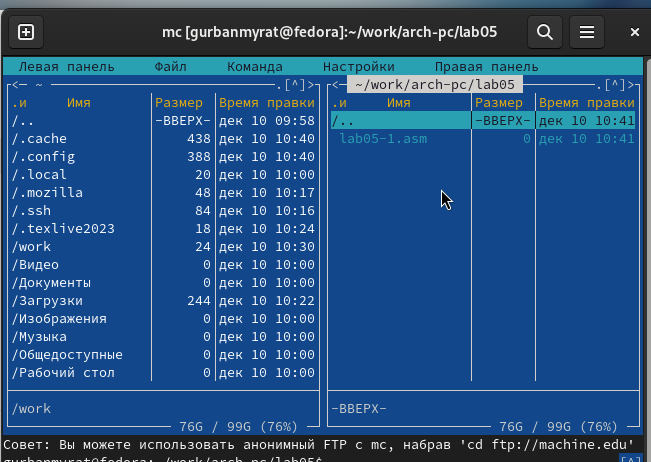 mc [gurbanmyrat@fedora]:~/work/arch-pc/lab05
Левая панель Файл Команда Настройки Правая панель
<─ ~ .[^]> <─ ~/work/arch-pc/lab05 .[^]>
.и Имя Размер Время правки .и Имя Размер Время правки
/.. -ВВЕРХ- дек 10 09:58 /.. -ВВЕРХ- дек 10 10:41
/.cache 438 дек 10 10:40 lab05-1.asm 0 дек 10 10:41
/.config 388 дек 10 10:40
/.local 20 дек 10 10:00
/.mozilla 48 дек 10 10:17
/.ssh 84 дек 10 10:16
/.texlive2023 18 дек 10 10:24
/work 24 дек 10 10:30
/Видео 0 дек 10 10:00
/Документы 0 дек 10 10:00
/Загрузки 244 дек 10 10:22
/Изображения 0 дек 10 10:00
/Музыка 0 дек 10 10:00
/Общедоступные 0 дек 10 10:00
/Рабочий стол 0 дек 10 10:00
/work -ВВЕРХ-
76G / 99G (76%) 76G / 99G (76%)
Совет: Вы можете использовать анонимный FTP с mc, набрав 'cd ftp://machine.edu'
gurbanmyrat@fedora:~/work/arch-pc/lab05$ [^]